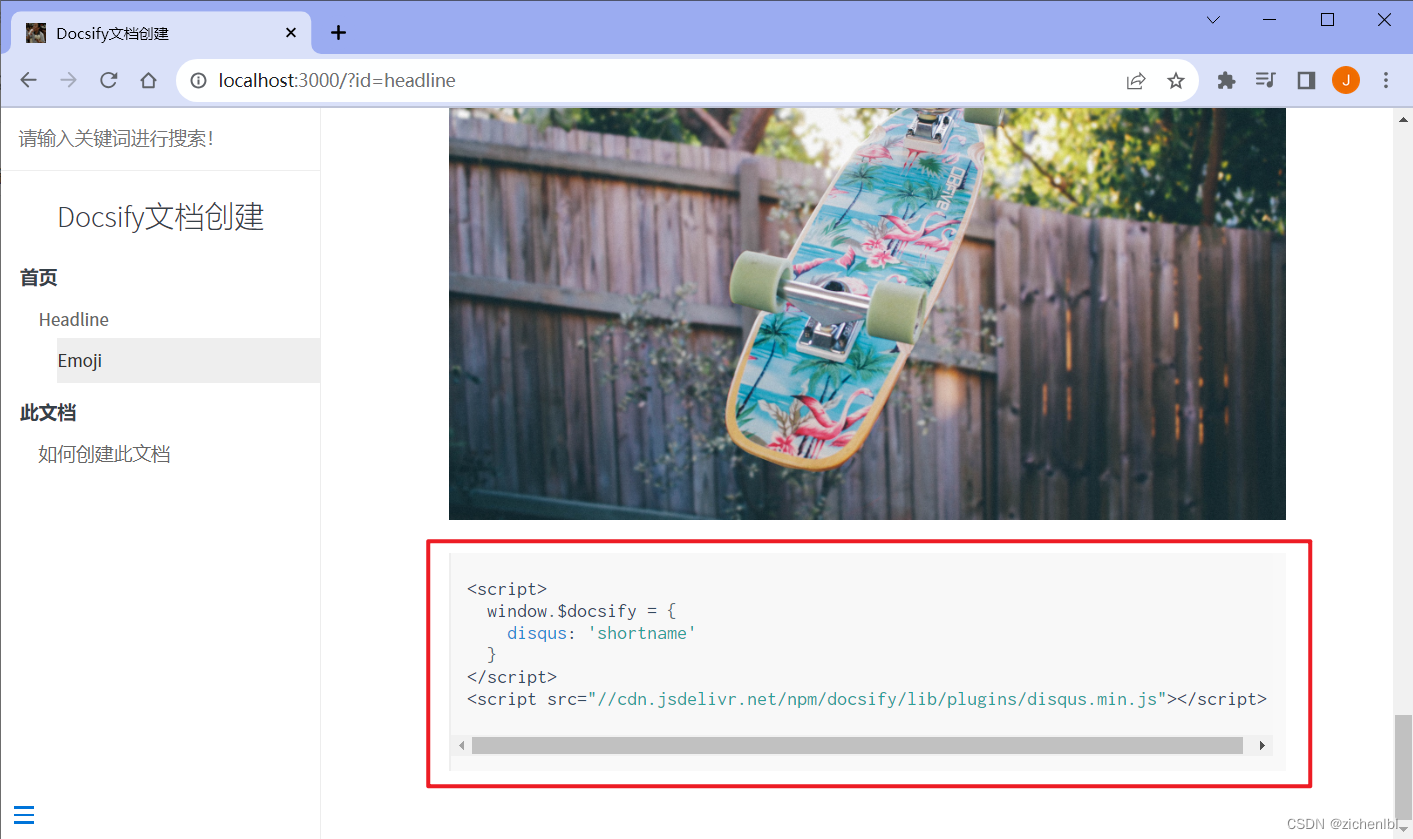 Docsify文档创建
localhost:3000/?id=headline
J
请输入关键词进行搜索!
Docsify文档创建
首页
Headline
Emoji
此文档
如何创建此文档
<script>
  window.$docsify = {
    disqus: 'shortname'
  }
</script>
<script src="//cdn.jsdelivr.net/npm/docsify/lib/plugins/disqus.min.js"></script>
CSDN @zichenlbl